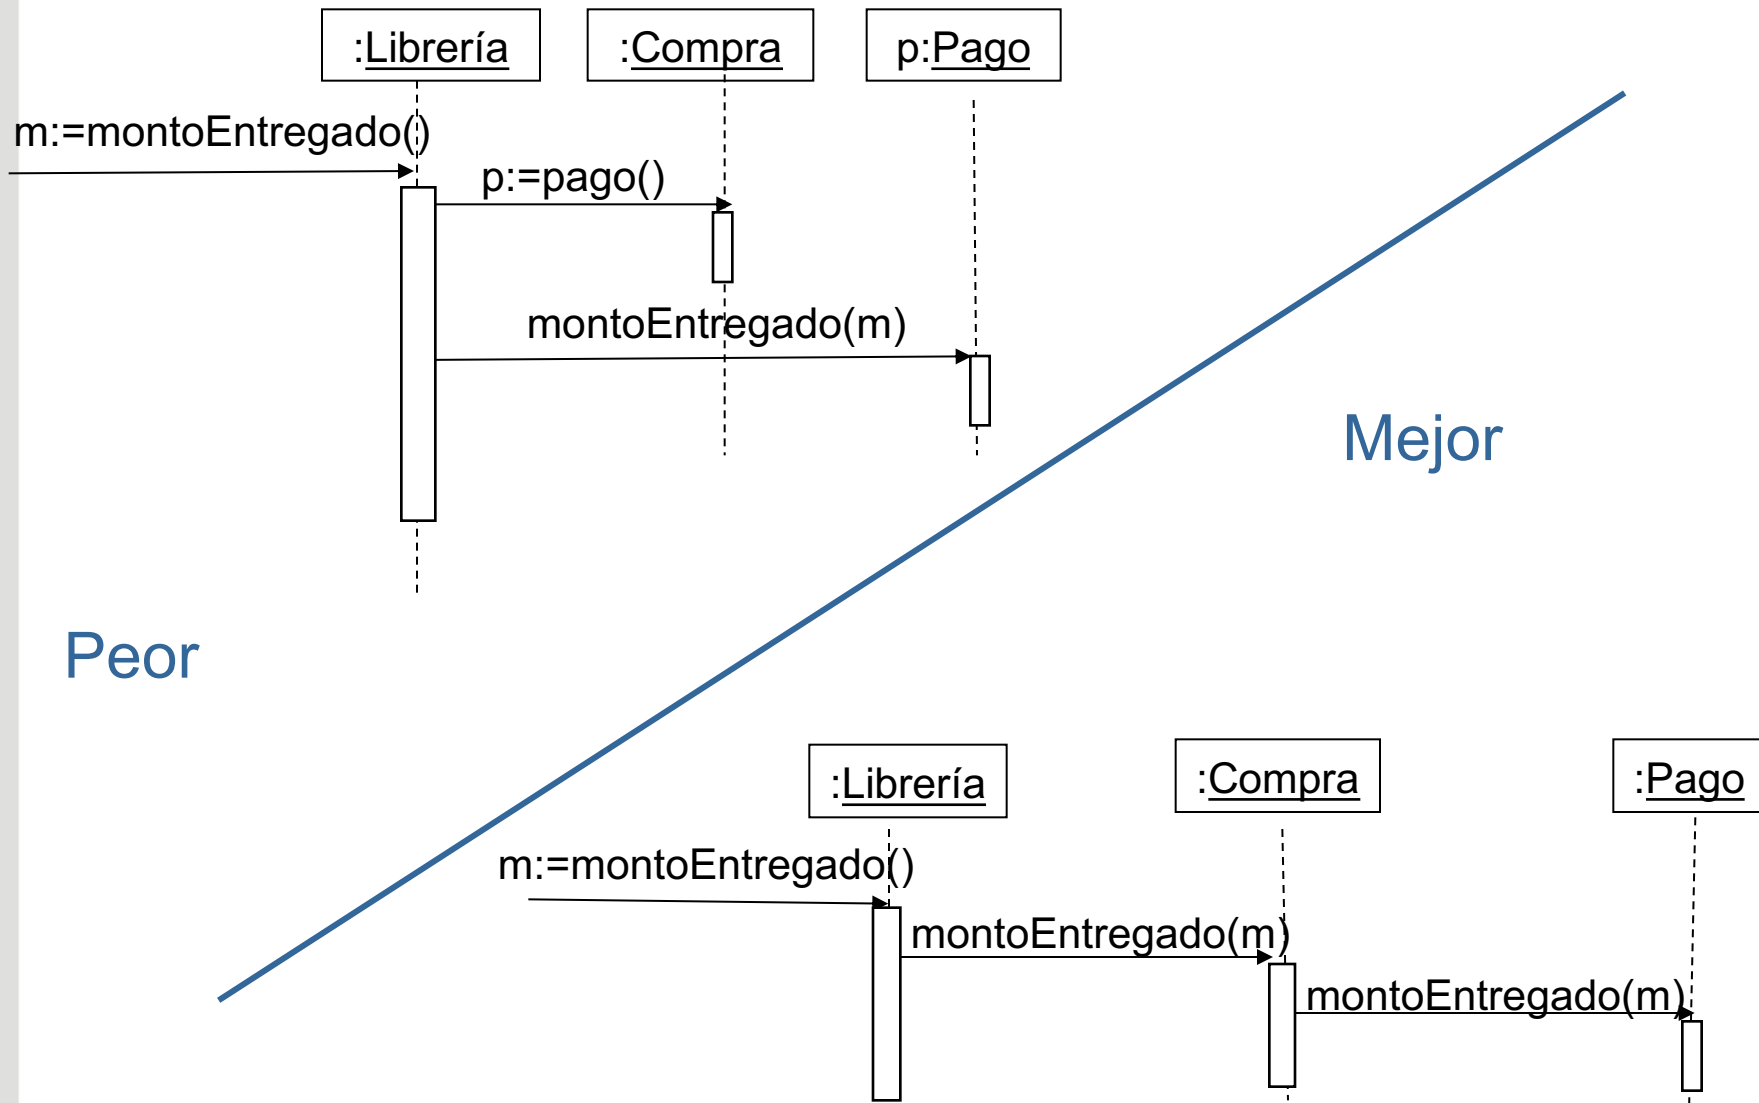 :Librería
:Compra
p:Pago
m:=montoEntregado()
p:=pago()
montoEntregado(m)
Mejor
Peor
:Librería
:Compra
:Pago
m:=montoEntregado()
montoEntregado(m)
montoEntregado(m)